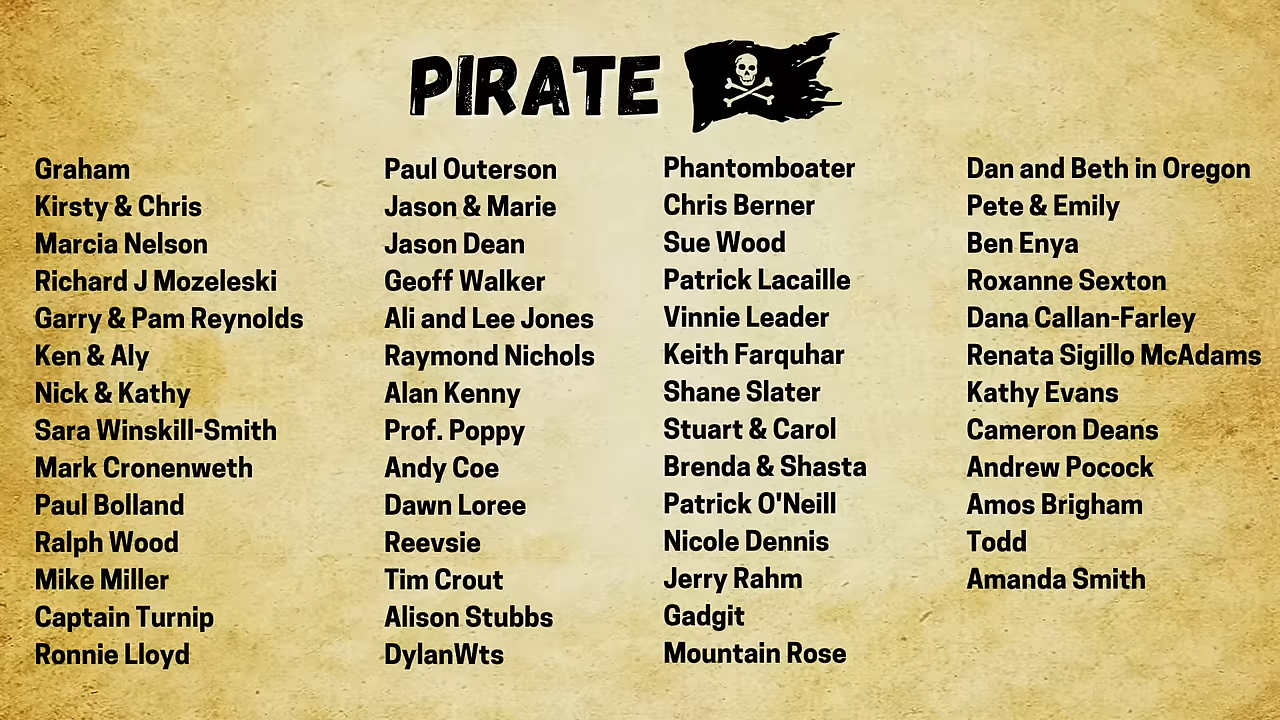 PIRATE
Graham
Kirsty & Chris
Marcia Nelson
Richard J Mozeleski
Garry & Pam Reynolds
Ken & Aly
Nick & Kathy
Sara Winskill-Smith
Mark Cronenweth
Paul Bolland
Ralph Wood
Mike Miller
Captain Turnip
Ronnie Lloyd
Paul Outerson
Jason & Marie
Jason Dean
Geoff Walker
Ali and Lee Jones
Raymond Nichols
Alan Kenny
Prof. Poppy
Andy Coe
Dawn Loree
Reevsie
Tim Crout
Alison Stubbs
DylanWts
Phantomboater
Chris Berner
Sue Wood
Patrick Lacaille
Vinnie Leader
Keith Farquhar
Shane Slater
Stuart & Carol
Brenda & Shasta
Patrick O'Neill
Nicole Dennis
Jerry Rahm
Gadgit
Mountain Rose
Dan and Beth in Oregon
Pete & Emily
Ben Enya
Roxanne Sexton
Dana Callan-Farley
Renata Sigillo McAdams
Kathy Evans
Cameron Deans
Andrew Pocock
Amos Brigham
Todd
Amanda Smith